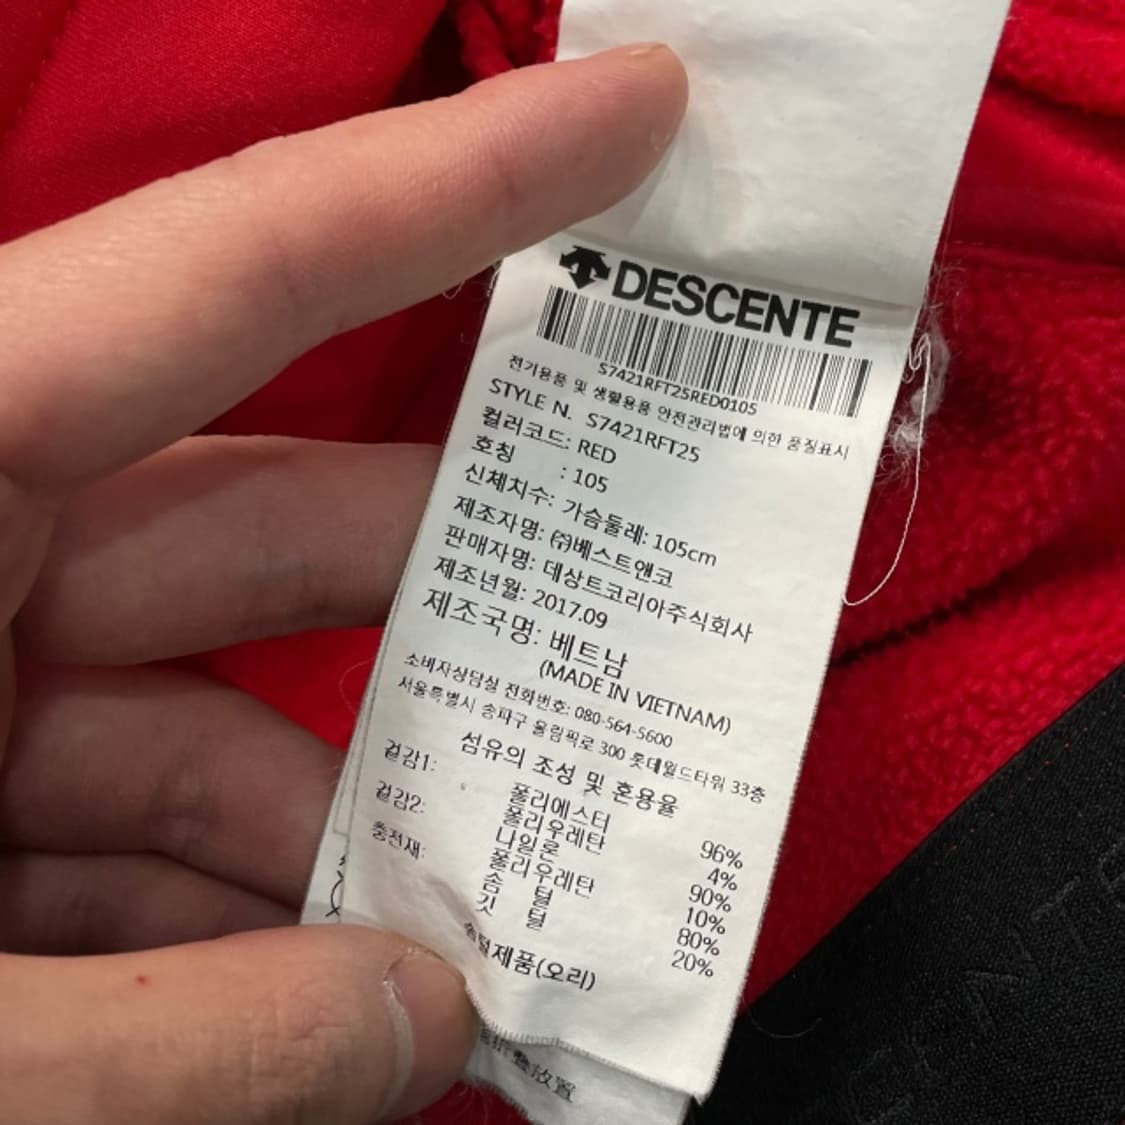 DESCENTE
S7421RFT25RED0105
전기용품 및 생활용품 안전관리법에 의한 품질표시
STYLE N. S7421RFT25
컬러코드: RED
호칭 : 105
신체치수: 가슴둘레: 105cm
제조자명: ㈜베스트앤코
판매자명: 데상트코리아주식회사
제조년월: 2017.09
제조국명: 베트남
(MADE IN VIETNAM)
소비자상담실 전화번호: 080-564-5600
서울특별시 송파구 올림픽로 300 롯데월드타워 33층
섬유의 조성 및 혼용율
겉감1: 폴리에스터 96%
폴리우레탄 4%
겉감2: 나일론 90%
폴리우레탄 10%
충전재: 솜 털 80%
깃 털 20%
솜털제품(오리)
叠放置